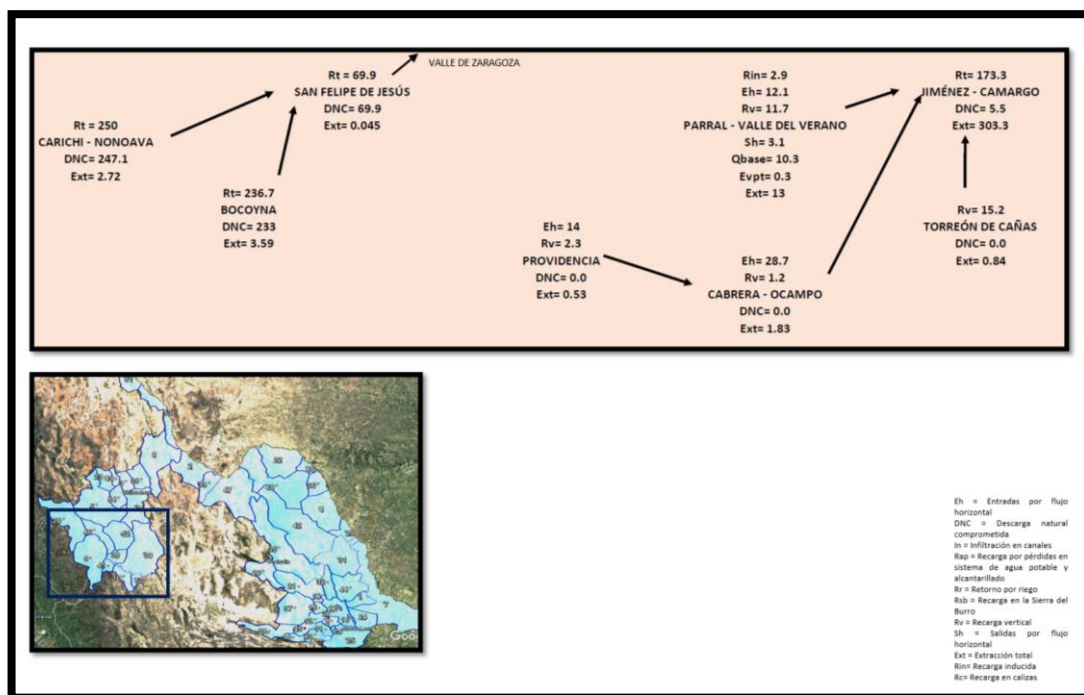 VALLE DE ZARAGOZA
Rt = 69.9
SAN FELIPE DE JESÚS
DNC= 69.9
Ext= 0.045
Rt = 250
CARICHI - NONOAVA
DNC= 247.1
Ext= 2.72
Rt= 236.7
BOCOYNA
DNC= 233
Ext= 3.59
Eh= 14
Rv= 2.3
PROVIDENCIA
DNC= 0.0
Ext= 0.53
Rin= 2.9
Eh= 12.1
Rv= 11.7
PARRAL - VALLE DEL VERANO
Sh= 3.1
Qbase= 10.3
Evpt= 0.3
Ext= 13
Eh= 28.7
Rv= 1.2
CABRERA - OCAMPO
DNC= 0.0
Ext= 1.83
Rt= 173.3
JIMÉNEZ - CAMARGO
DNC= 5.5
Ext= 303.3
Rv= 15.2
TORREÓN DE CAÑAS
DNC= 0.0
Ext= 0.84
Eh = Entradas por flujo
horizontal
DNC = Descarga natural
comprometida
In = Infiltración en canales
Rap = Recarga por pérdidas en
sistema de agua potable y
alcantarillado
Rr = Retorno por riego
Rsb = Recarga en la Sierra del
Burro
Rv = Recarga vertical
Sh = Salidas por flujo
horizontal
Ext = Extracción total
Rin= Recarga inducida
Rc= Recarga en calizas